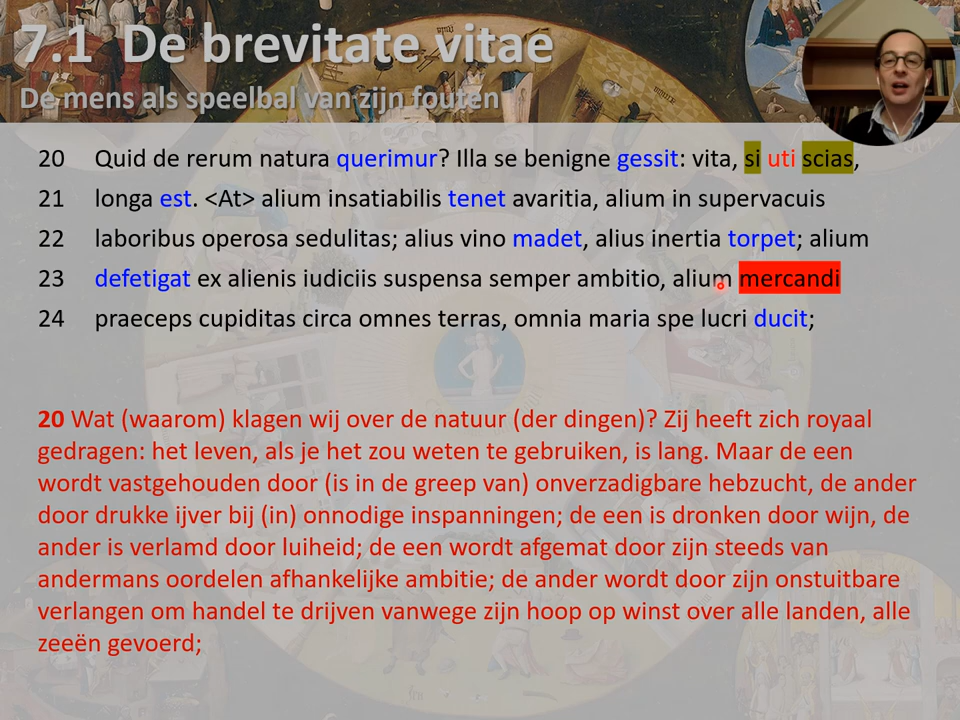 7.1 De brevitate vitae
De mens als speelbal van zijn fouten
20 Quid de rerum natura querimur? Illa se benigne gessit: vita, si uti scias,
21 longa est. <At> alium insatiabilis tenet avaritia, alium in supervacuis
22 laboribus operosa sedulitas; alius vino madet, alius inertia torpet; alium
23 defetigat ex alienis iudiciis suspensa semper ambitio, alium mercandi
24 praeceps cupiditas circa omnes terras, omnia maria spe lucri ducit;
20 Wat (waarom) klagen wij over de natuur (der dingen)? Zij heeft zich royaal
gedragen: het leven, als je het zou weten te gebruiken, is lang. Maar de een
wordt vastgehouden door (is in de greep van) onverzadigbare hebzucht, de ander
door drukke ijver bij (in) onnodige inspanningen; de een is dronken door wijn, de
ander is verlamd door luiheid; de een wordt afgemat door zijn steeds van
andermans oordelen afhankelijke ambitie; de ander wordt door zijn onstuitbare
verlangen om handel te drijven vanwege zijn hoop op winst over alle landen, alle
zeeën gevoerd;